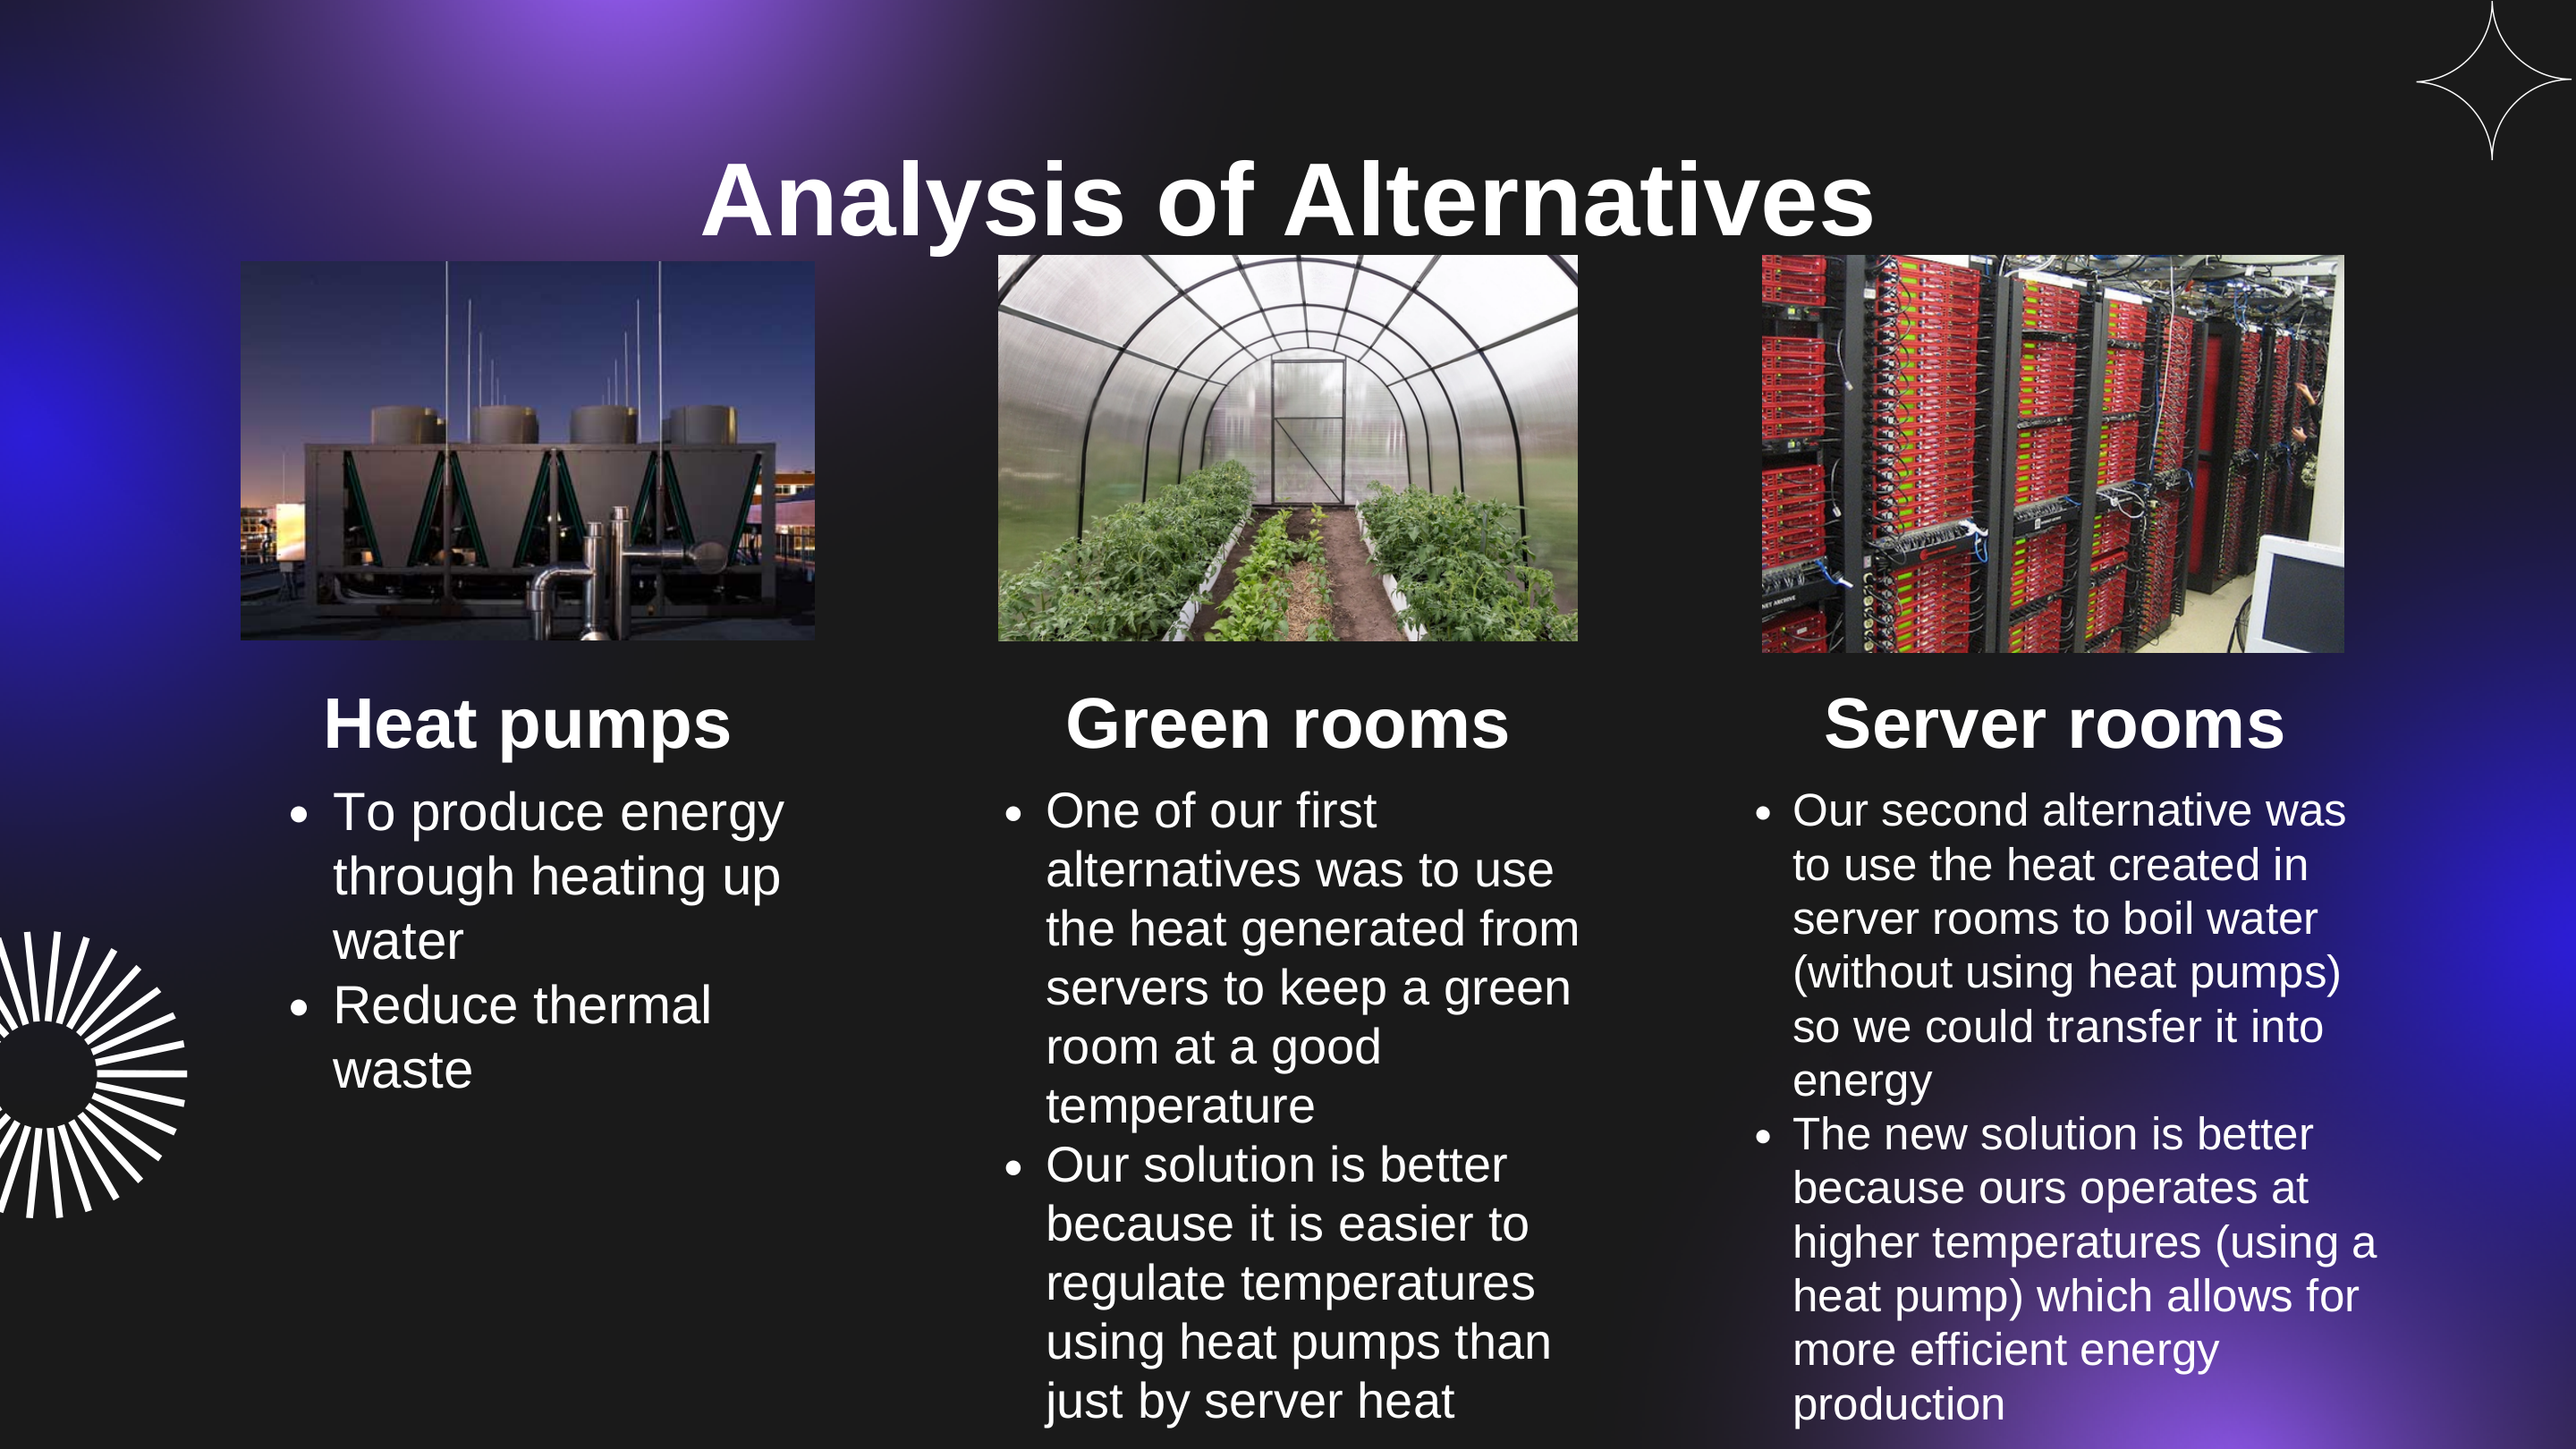 Analysis of Alternatives
NET ARCHIVE
Heat pumps
• To produce energy
through heating up
water
• Reduce thermal
waste
Green rooms
• One of our first
alternatives was to use
the heat generated from
servers to keep a green
room at a good
temperature
• Our solution is better
because it is easier to
regulate temperatures
using heat pumps than
just by server heat
Server rooms
• Our second alternative was
to use the heat created in
server rooms to boil water
(without using heat pumps)
so we could transfer it into
energy
• The new solution is better
because ours operates at
higher temperatures (using a
heat pump) which allows for
more efficient energy
production